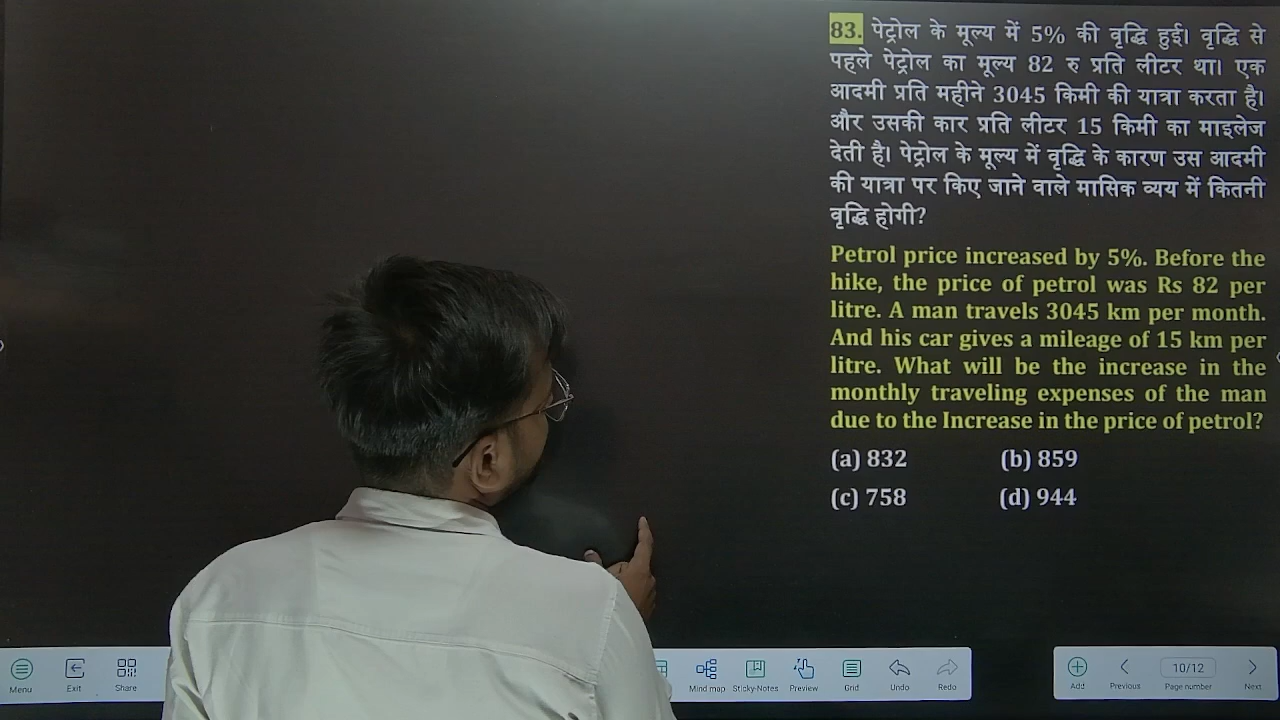 83. पेट्रोल के मूल्य में 5% की वृद्धि हुई। वृद्धि से
पहले पेट्रोल का मूल्य 82 रु प्रति लीटर था। एक
आदमी प्रति महीने 3045 किमी की यात्रा करता है।
और उसकी कार प्रति लीटर 15 किमी का माइलेज
देती है। पेट्रोल के मूल्य में वृद्धि के कारण उस आदमी
की यात्रा पर किए जाने वाले मासिक व्यय में कितनी
वृद्धि होगी?
Petrol price increased by 5%. Before the
hike, the price of petrol was Rs 82 per
litre. A man travels 3045 km per month.
And his car gives a mileage of 15 km per
litre. What will be the increase in the
monthly traveling expenses of the man
due to the Increase in the price of petrol?
(a) 832 (b) 859
(c) 758 (d) 944
Menu Exit Share Mind map Sticky-Notes Preview Grid Undo Redo Add Previous 10/12 Page number Next